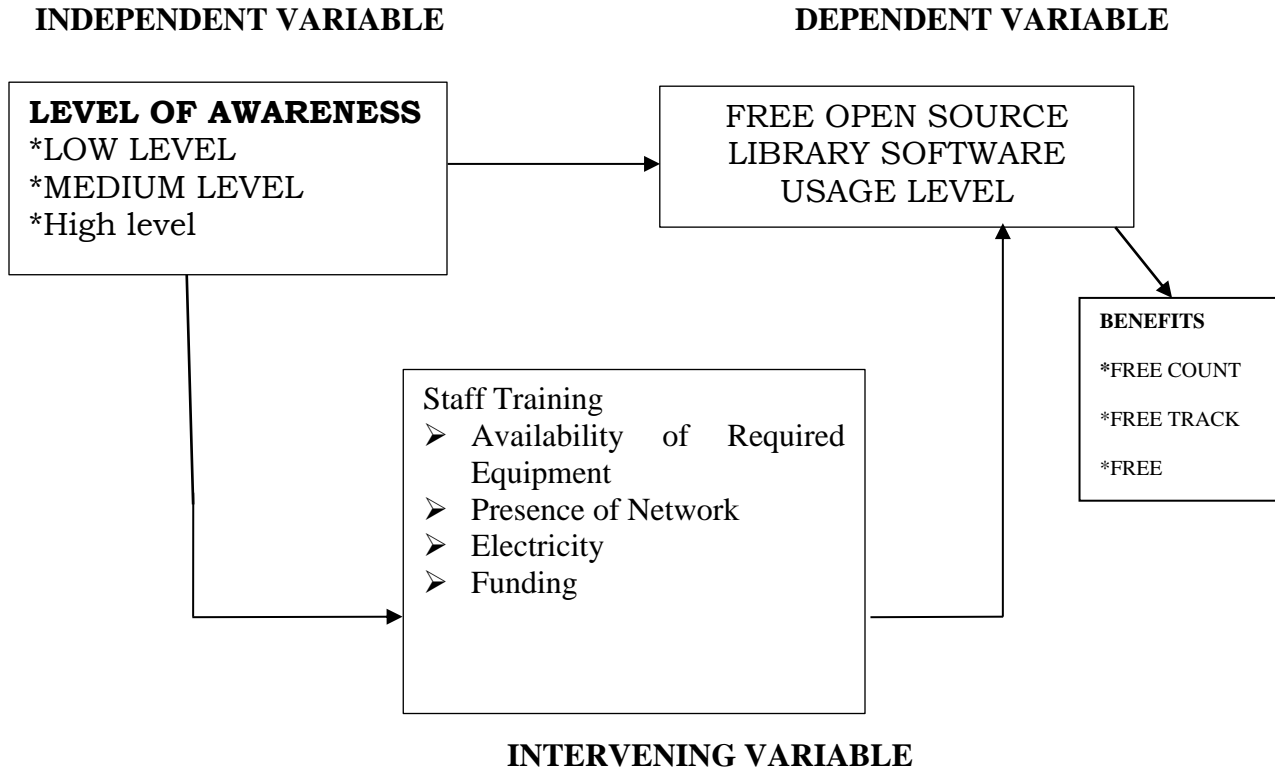 INDEPENDENT VARIABLE
DEPENDENT VARIABLE
LEVEL OF AWARENESS
*LOW LEVEL
*MEDIUM LEVEL
*High level
FREE OPEN SOURCE
LIBRARY SOFTWARE
USAGE LEVEL
BENEFITS
*FREE COUNT
*FREE TRACK
*FREE
Staff Training
➢ Availability of Required
Equipment
➢ Presence of Network
➢ Electricity
➢ Funding
INTERVENING VARIABLE